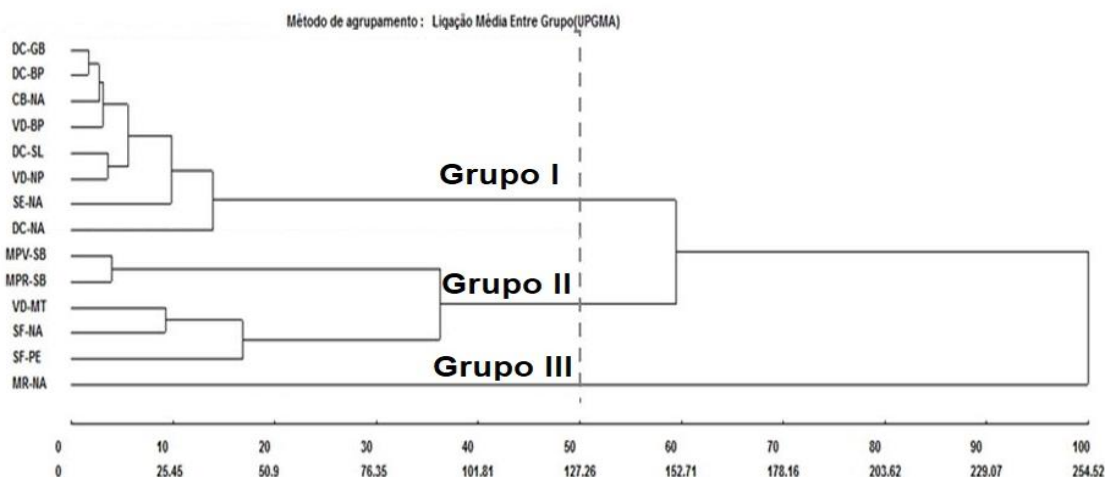 Método de agrupamento : Ligação Média Entre Grupo(UPGMA)
DC-GB
DC-BP
CB-NA
VD-BP
DC-SL
VD-NP
SE-NA
DC-NA
MPV-SB
MPR-SB
VD-MT
SF-NA
SF-PE
MR-NA
Grupo I
Grupo II
Grupo III
0 10 20 30 40 50 60 70 80 90 100
0 25.45 50.9 76.35 101.81 127.26 152.71 178.16 203.62 229.07 254.52